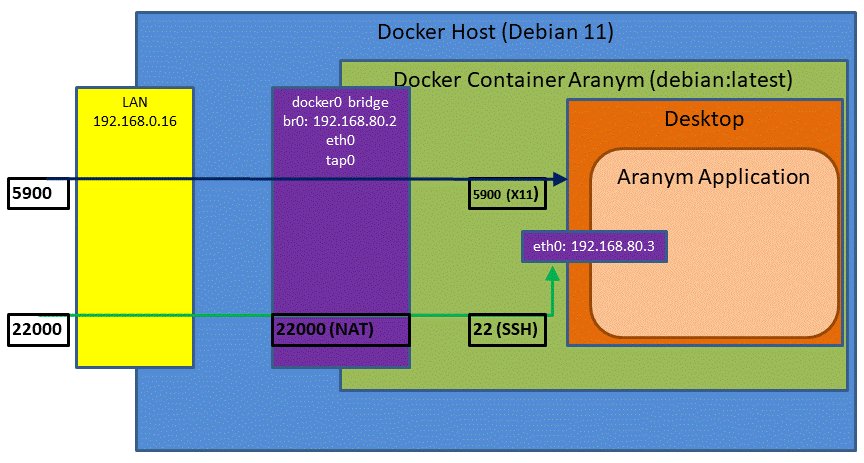 Docker Host (Debian 11)
Docker Container Aranym (debian:latest)
LAN
192.168.0.16
docker0 bridge
br0: 192.168.80.2
eth0
tap0
Desktop
Aranym Application
5900
5900 (X11)
eth0: 192.168.80.3
22000
22000 (NAT)
22 (SSH)